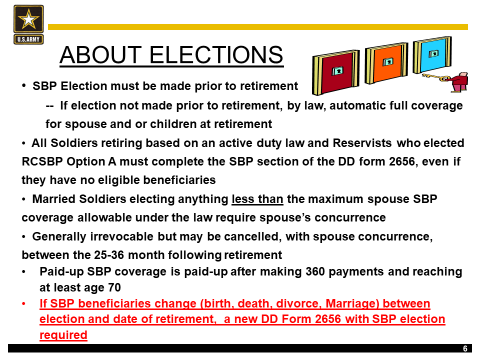 U.S.ARMY
ABOUT ELECTIONS
• SBP Election must be made prior to retirement
-- If election not made prior to retirement, by law, automatic full coverage
for spouse and or children at retirement
• All Soldiers retiring based on an active duty law and Reservists who elected
RCSBP Option A must complete the SBP section of the DD form 2656, even if
they have no eligible beneficiaries
• Married Soldiers electing anything less than the maximum spouse SBP
coverage allowable under the law require spouse's concurrence
• Generally irrevocable but may be cancelled, with spouse concurrence,
between the 25-36 month following retirement
• Paid-up SBP coverage is paid-up after making 360 payments and reaching
at least age 70
• If SBP beneficiaries change (birth, death, divorce, Marriage) between
election and date of retirement, a new DD Form 2656 with SBP election
required
6